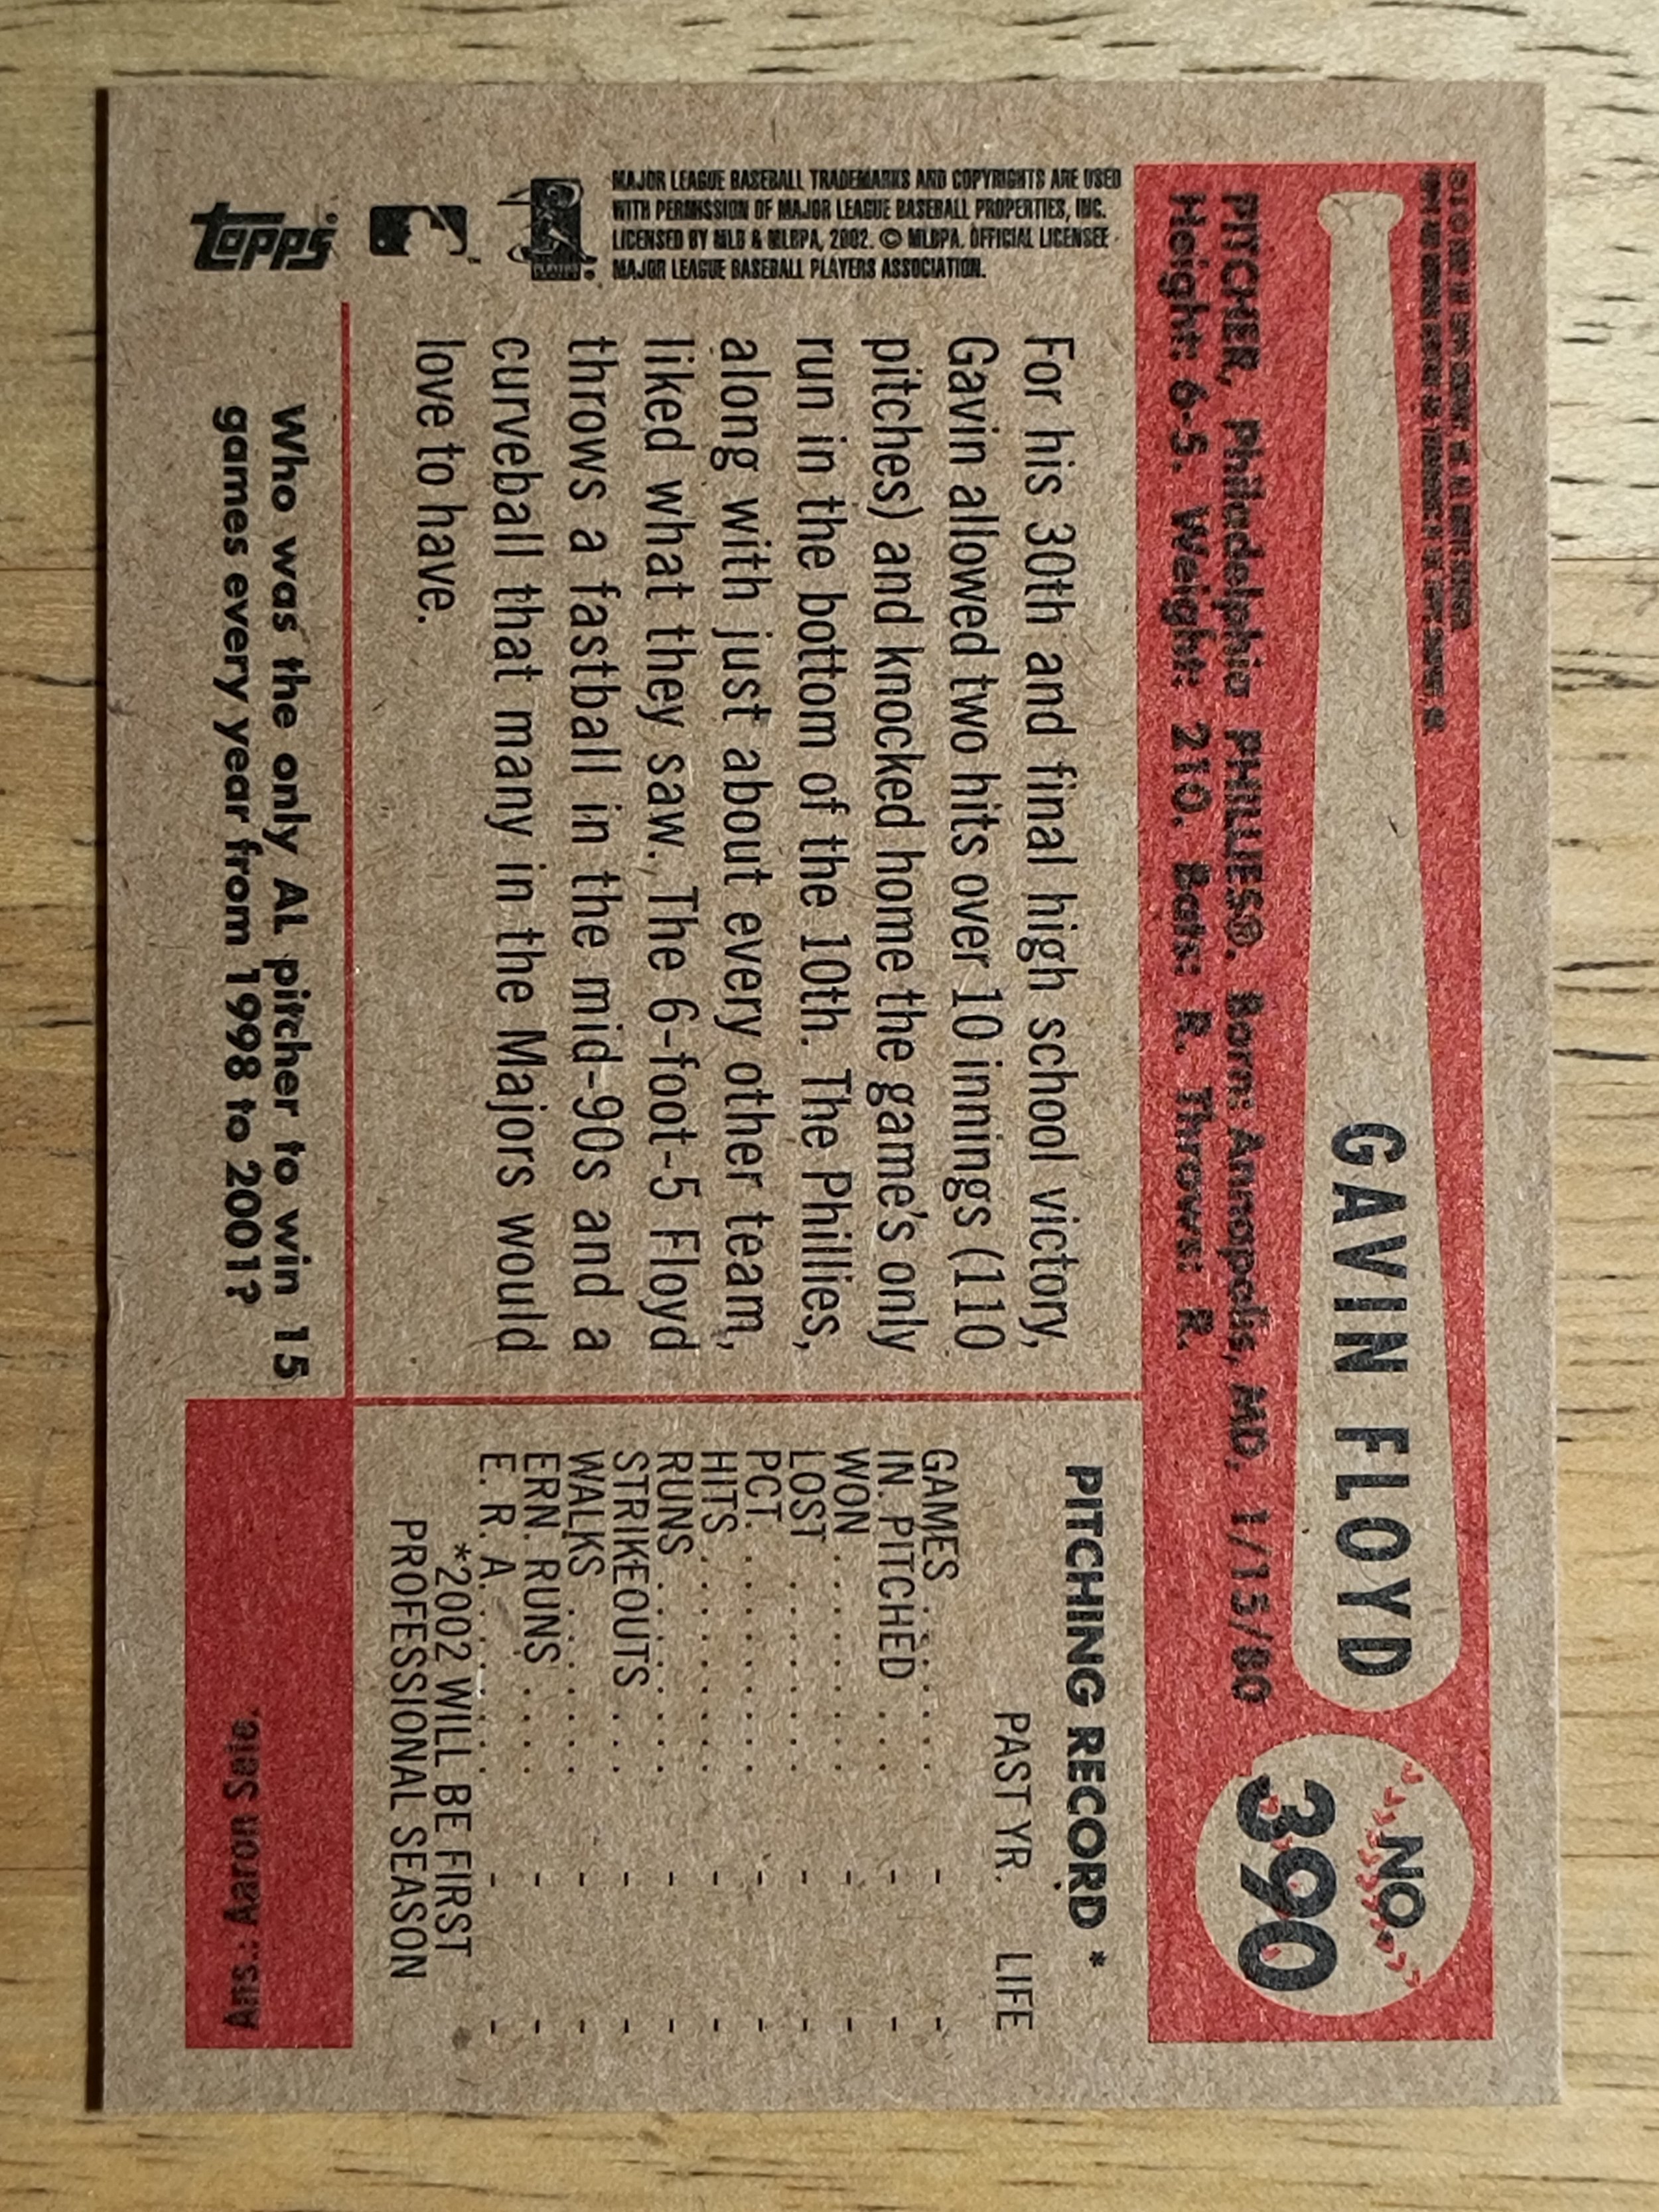 GAVIN FLOYD
NO.
390
PITCHER, Philadelphia PHILLIES®. Born: Annapolis, MD, 1/15/80
Height: 6-5. Weight: 210. Bats: R. Throws: R.
MAJOR LEAGUE BASEBALL TRADEMARKS AND COPYRIGHTS ARE USED
WITH PERMISSION OF MAJOR LEAGUE BASEBALL PROPERTIES, INC.
LICENSED BY MLB & MLBPA, 2002. © MLBPA. OFFICIAL LICENSEE -
MAJOR LEAGUE BASEBALL PLAYERS ASSOCIATION.
PLAYERS
topps
For his 30th and final high school victory,
Gavin allowed two hits over 10 innings (110
pitches) and knocked home the game's only
run in the bottom of the 10th. The Phillies,
along with just about every other team,
liked what they saw. The 6-foot-5 Floyd
throws a fastball in the mid-90s and a
curveball that many in the Majors would
love to have.
PITCHING RECORD *
PAST YR. LIFE
GAMES . . . . - -
IN. PITCHED . . - -
WON . . . . . . - -
LOST . . . . . . - -
PCT. . . . . . . - -
HITS . . . . . . - -
RUNS . . . . . - -
STRIKEOUTS . . - -
WALKS . . . . . - -
ERN. RUNS . . . - -
E. R. A. . . . . . - -
*2002 WILL BE FIRST
PROFESSIONAL SEASON
Who was the only AL pitcher to win 15
games every year from 1998 to 2001?
Ans.: Aaron Sele.